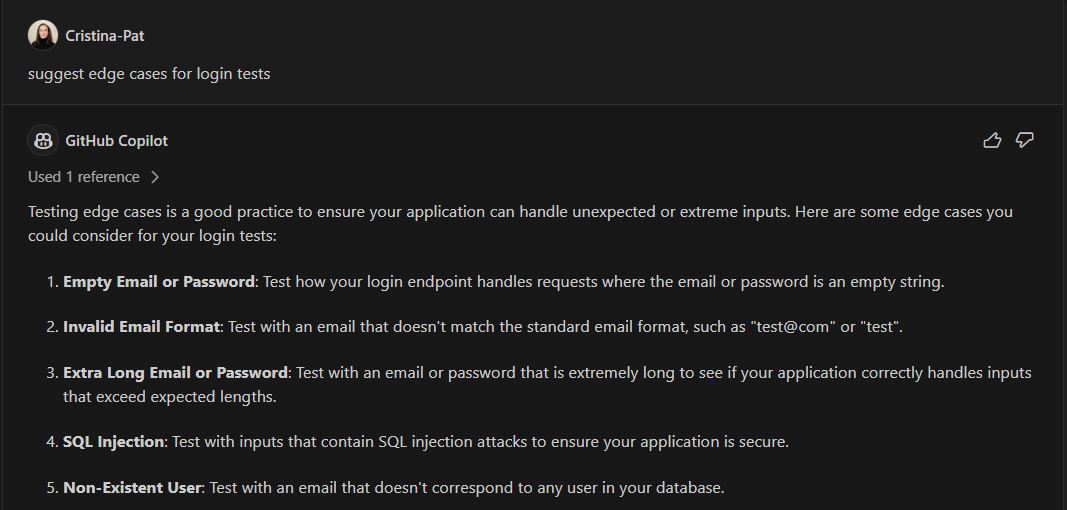 Cristina-Pat
suggest edge cases for login tests
GitHub Copilot
Used 1 reference
Testing edge cases is a good practice to ensure your application can handle unexpected or extreme inputs. Here are some edge cases you
could consider for your login tests:
1. Empty Email or Password: Test how your login endpoint handles requests where the email or password is an empty string.
2. Invalid Email Format: Test with an email that doesn't match the standard email format, such as "test@com" or "test".
3. Extra Long Email or Password: Test with an email or password that is extremely long to see if your application correctly handles inputs
that exceed expected lengths.
4. SQL Injection: Test with inputs that contain SQL injection attacks to ensure your application is secure.
5. Non-Existent User: Test with an email that doesn't correspond to any user in your database.